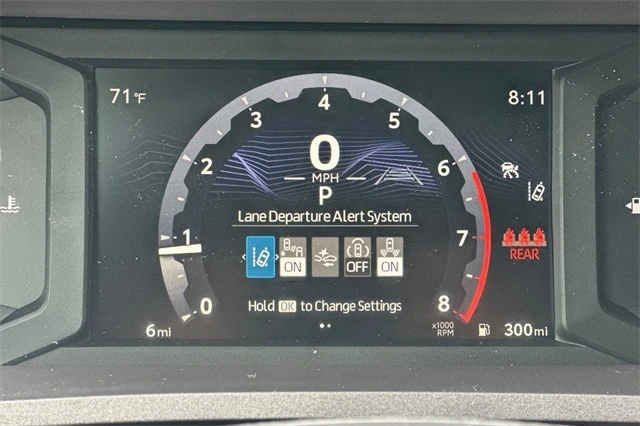 71°F
8:11
4
3
5
0
MPH
2
6
P
Lane Departure Alert System
1
7
REAR
ON
OFF
ON
0
8
Hold OK to Change Settings
x1000
RPM
6mi
300mi